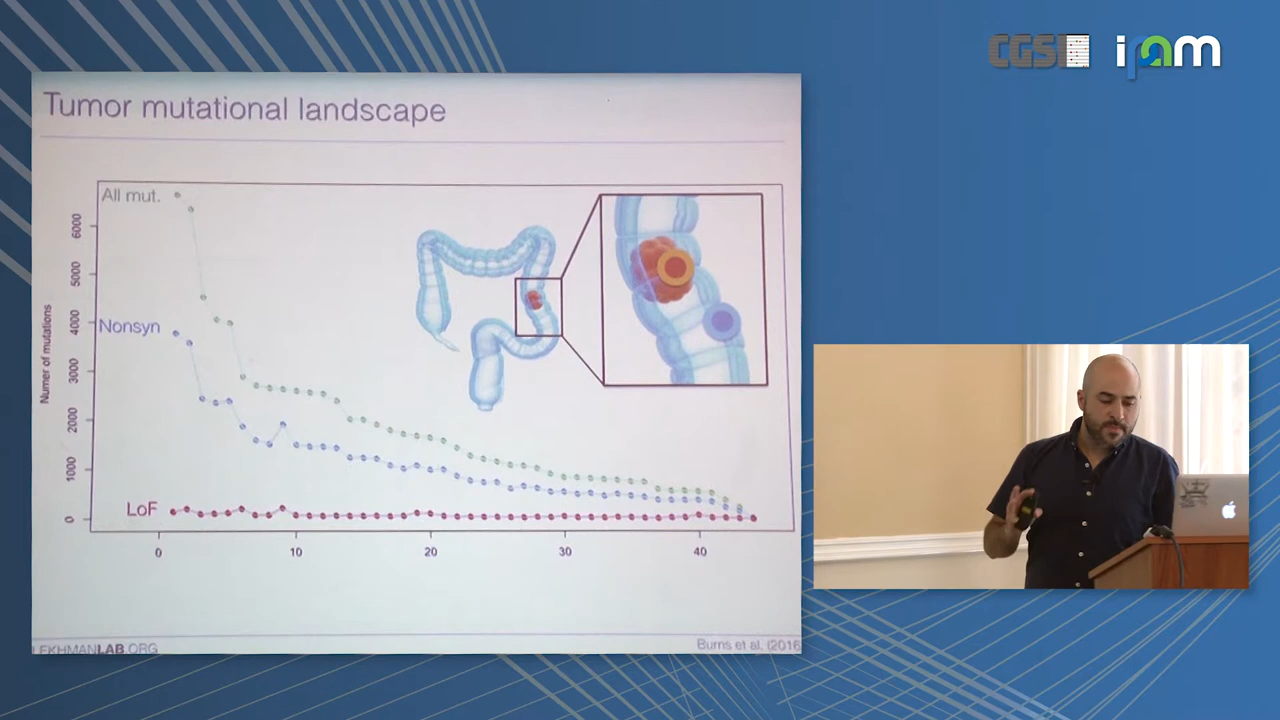 CGSI
ipam
Tumor mutational landscape
All mut.
Nonsyn
LoF
Numer of mutations
0
1000
2000
3000
4000
5000
6000
0
10
20
30
40
LEKHMANLAB.ORG
Burns et al. (2016